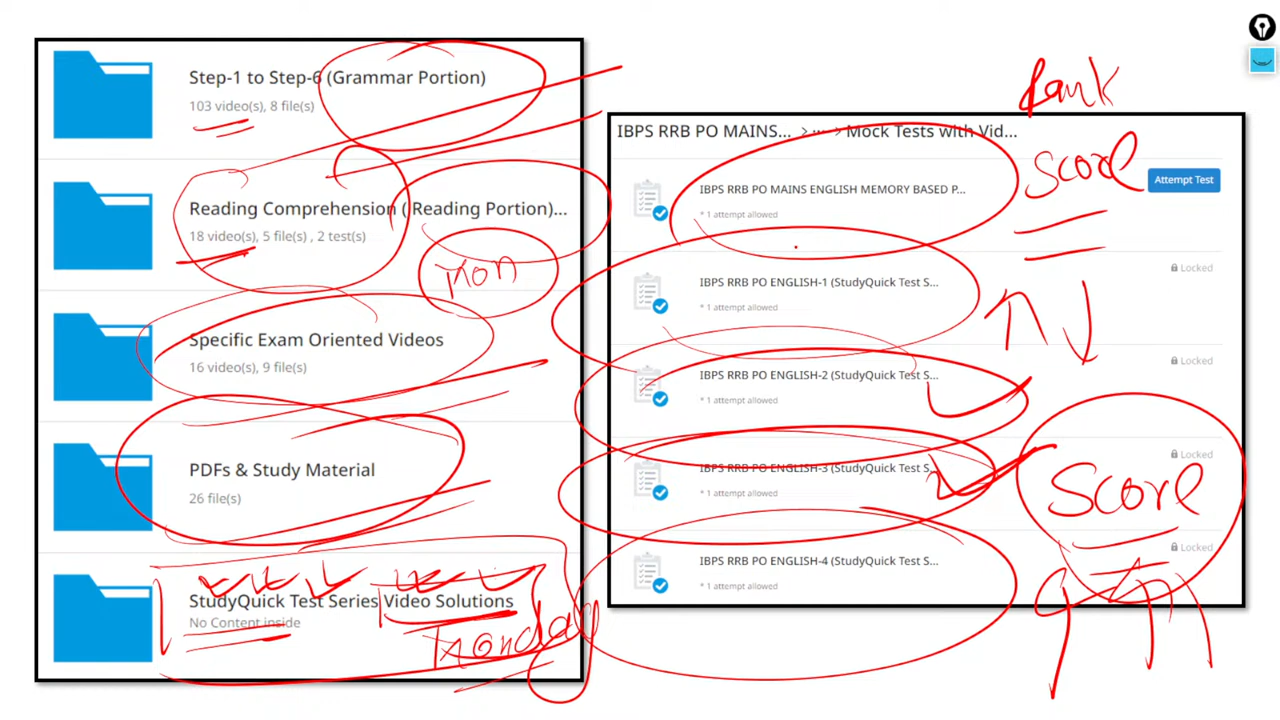 Step-1 to Step-6 (Grammar Portion)
103 video(s), 8 file(s)
Reading Comprehension (Reading Portion)...
18 video(s), 5 file(s) , 2 test(s)
mon
Specific Exam Oriented Videos
16 video(s), 9 file(s)
PDFs & Study Material
26 file(s)
StudyQuick Test Series Video Solutions
No Content inside
monday
Rank
IBPS RRB PO MAINS... > ... > Mock Tests with Vid...
Score
IBPS RRB PO MAINS ENGLISH MEMORY BASED P...
Attempt Test
* 1 attempt allowed
Locked
IBPS RRB PO ENGLISH-1 (StudyQuick Test S...
* 1 attempt allowed
Locked
IBPS RRB PO ENGLISH-2 (StudyQuick Test S...
* 1 attempt allowed
Locked
IBPS RRB PO ENGLISH-3 (StudyQuick Test S...
* 1 attempt allowed
Score
Locked
IBPS RRB PO ENGLISH-4 (StudyQuick Test S...
* 1 attempt allowed